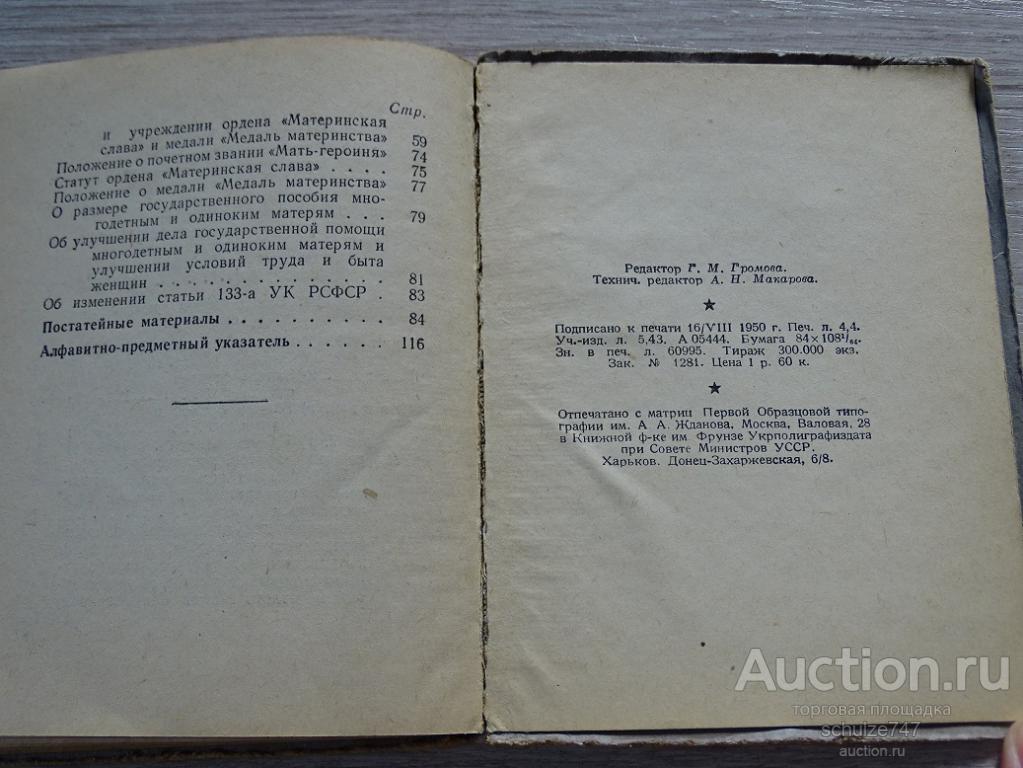 Стр.
и учреждении ордена «Материнская
слава» и медали «Медаль материнства» 59
Положение о почетном звании «Мать-героиня» 74
Статут ордена «Материнская слава» . . . . 75
Положение о медали «Медаль материнства» 77
О размере государственного пособия мно-
годетным и одиноким матерям . . . 79
Об улучшении дела государственной помощи
многодетным и одиноким матерям и
улучшении условий труда и быта
женщин . . . . . . . . . . . 81
Об изменении статьи 133-а УК РСФСР . 83
Постатейные материалы . . . . . . . . . . 84
Алфавитно-предметный указатель . . . . . . 116
Редактор Г. М. Громова.
Технич. редактор А. Н. Макарова.
Подписано к печати 16/VIII 1950 г. Печ. л. 4,4.
Уч.-изд. л. 5,43. А 05444. Бумага 84×108¹/₆₄.
Зн. в печ. л. 60995. Тираж 300.000 экз.
Зак. № 1281. Цена 1 р. 60 к.
Отпечатано с матриц Первой Образцовой типо-
графии им. А. А. Жданова, Москва, Валовая, 28
в Книжной ф-ке им Фрунзе Укрполиграфиздата
при Совете Министров УССР.
Харьков. Донец-Захаржевская, 6/8.
Auction.ru
торговая площадка
schulze747
auction.ru